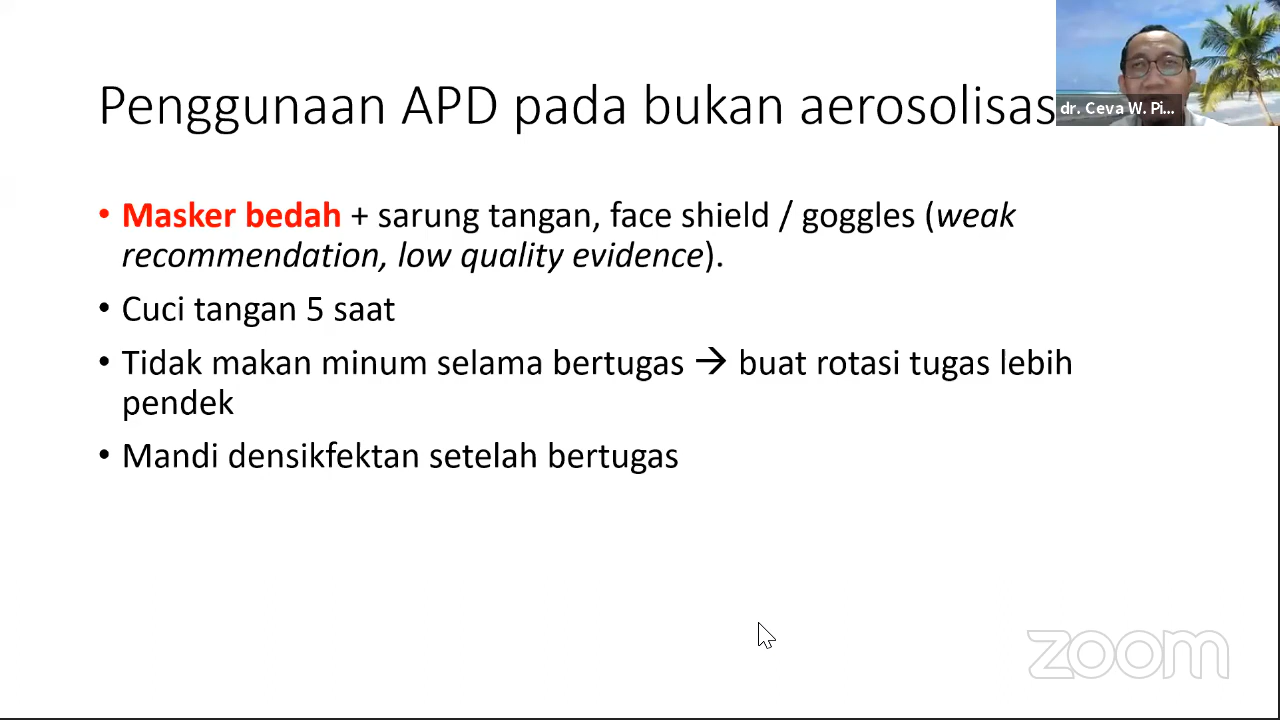 Penggunaan APD pada bukan aerosolisas
dr. Ceva W. Pi...
• Masker bedah + sarung tangan, face shield / goggles (weak
recommendation, low quality evidence).
• Cuci tangan 5 saat
• Tidak makan minum selama bertugas → buat rotasi tugas lebih
pendek
• Mandi densikfektan setelah bertugas
zoom